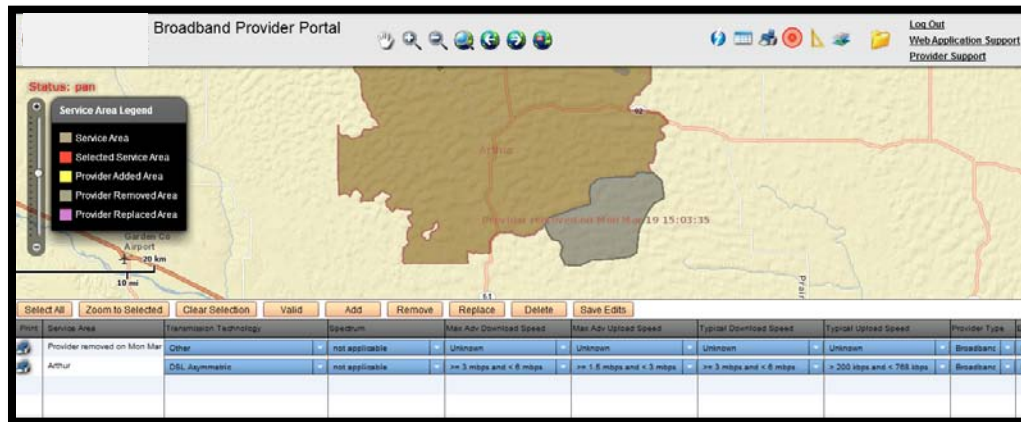 Broadband Provider Portal
Log Out
Web Application Support
Provider Support
Status: pan
Service Area Legend
Service Area
Selected Service Area
Provider Added Area
Provider Removed Area
Provider Replaced Area
92
Arthur
Provider removed on Mon Mar 19 15:03:35
Garden Co
Airport
20 km
10 mi
61
Select All Zoom to Selected Clear Selection Valid Add Remove Replace Delete Save Edits
Print Service Area Transmission Technology Spectrum Max Adv Download Speed Max Adv Upload Speed Typical Download Speed Typical Upload Speed Provider Type
Provider removed on Mon Mar Other not applicable Unknown Unknown Unknown Unknown Broadband
Arthur DSL Asymmetric not applicable >= 3 mbps and < 6 mbps >= 1.5 mbps and < 3 mbps >= 3 mbps and < 6 mbps > 200 kbps and < 768 kbps Broadband